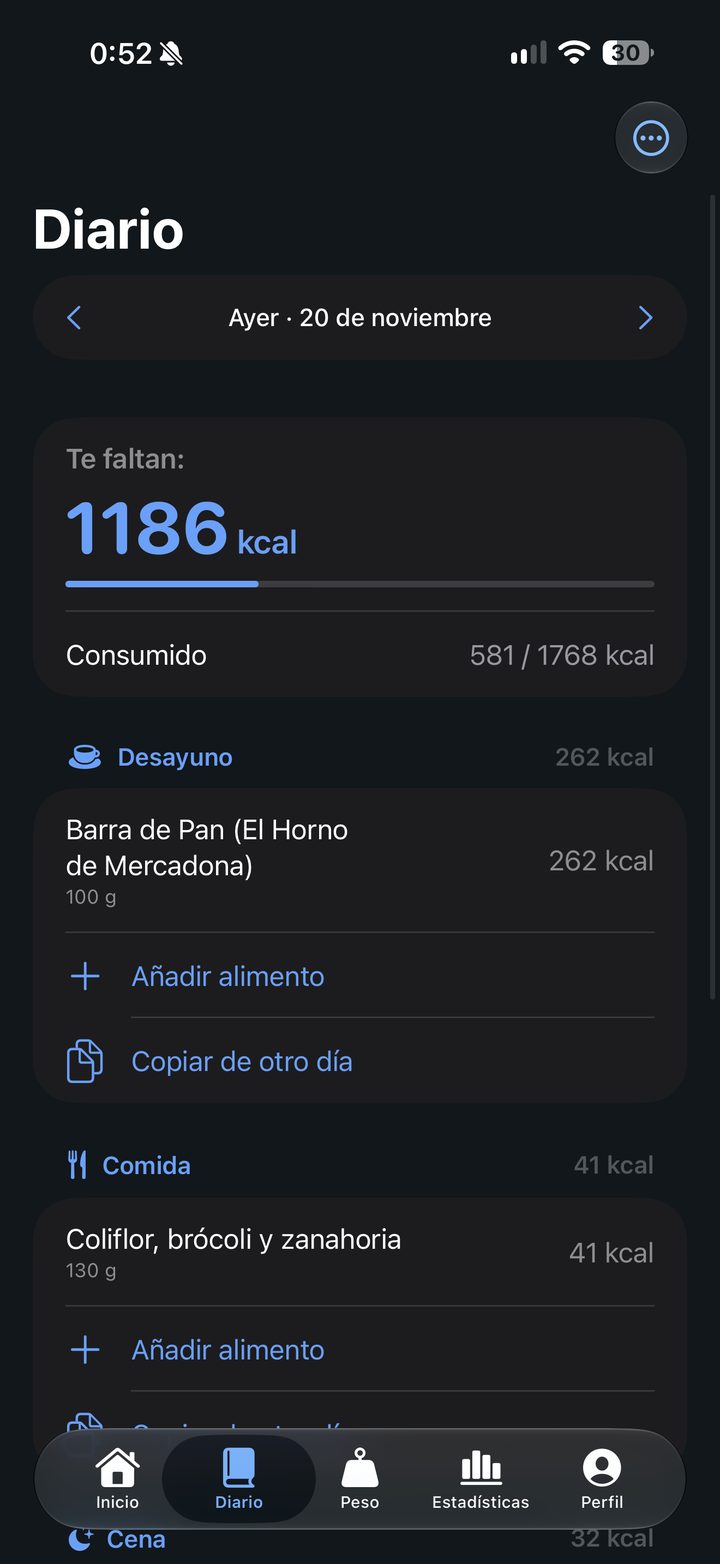 0:52
30
Diario
Ayer · 20 de noviembre
Te faltan:
1186 kcal
Consumido
581 / 1768 kcal
Desayuno
262 kcal
Barra de Pan (El Horno
de Mercadona)
262 kcal
100 g
Añadir alimento
Copiar de otro día
Comida
41 kcal
Coliflor, brócoli y zanahoria
41 kcal
130 g
Añadir alimento
Inicio
Diario
Peso
Estadísticas
Perfil
Cena
32 kcal